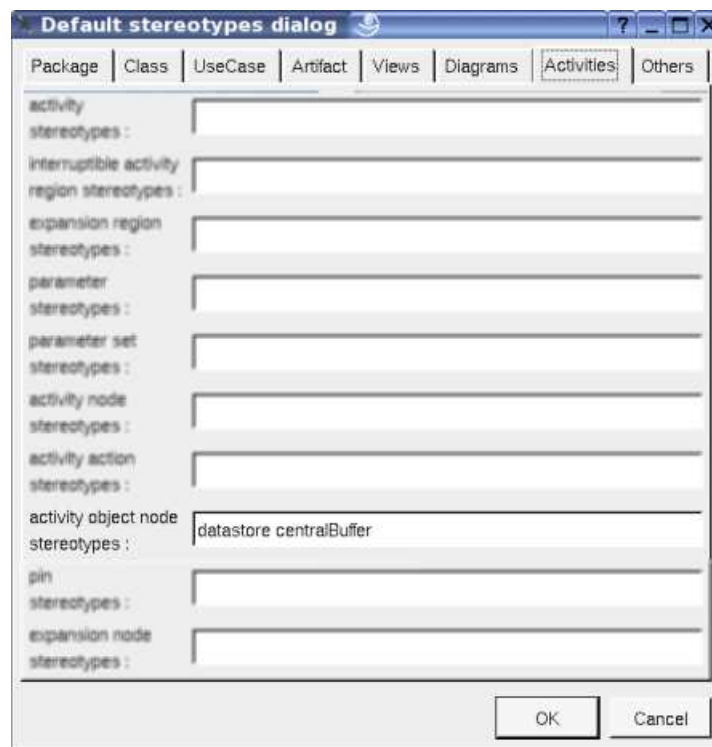 Default stereotypes dialog
Package Class UseCase Artifact Views Diagrams Activities Others
activity
stereotypes :
interruptible activity
region stereotypes :
expansion region
stereotypes :
parameter
stereotypes :
parameter set
stereotypes :
activity node
stereotypes :
activity action
stereotypes :
activity object node
stereotypes :
datastore centralBuffer
pin
stereotypes :
expansion node
stereotypes :
OK Cancel